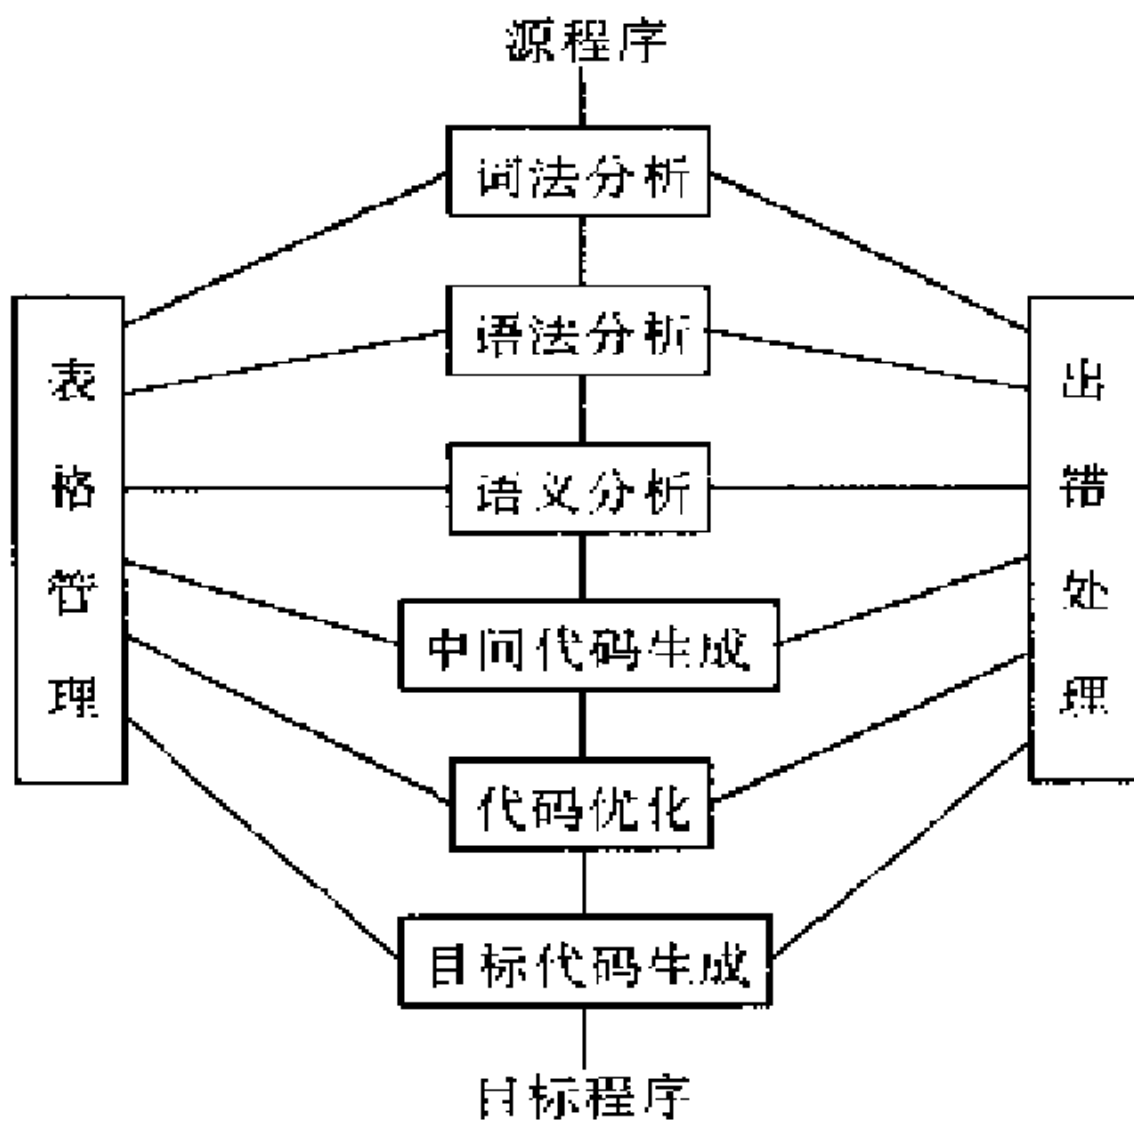 源程序
词法分析
语法分析
表格管理
出错处理
语义分析
中间代码生成
代码优化
目标代码生成
目标程序